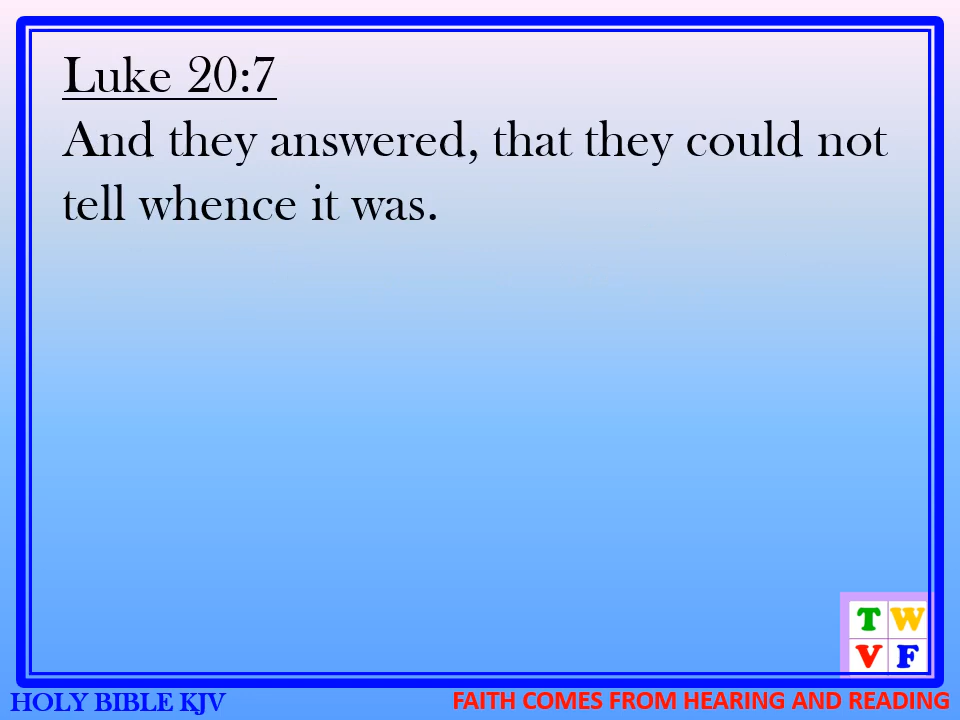 Luke 20:7
And they answered, that they could not
tell whence it was.
T W
V F
HOLY BIBLE KJV
FAITH COMES FROM HEARING AND READING